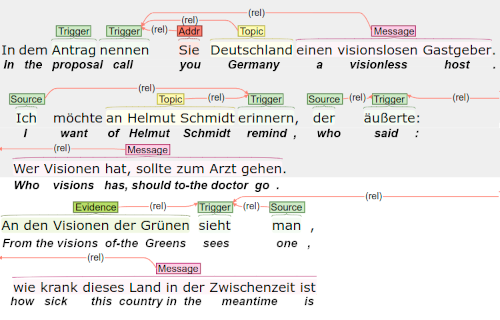 (rel)
Trigger Trigger (rel) Addr Topic (rel) Message
In dem Antrag nennen Sie Deutschland einen visionslosen Gastgeber.
In the proposal call you Germany a visionless host .
Source (rel) Topic (rel) Trigger Source (rel) Trigger (rel)
Ich möchte an Helmut Schmidt erinnern, der äußerte:
I want of Helmut Schmidt remind , who said :
(rel) Message
Wer Visionen hat, sollte zum Arzt gehen.
Who visions has, should to-the doctor go .
Evidence (rel) Trigger (rel) Source (rel)
An den Visionen der Grünen sieht man ,
From the visions of-the Greens sees one ,
(rel) Message
wie krank dieses Land in der Zwischenzeit ist
how sick this country in the meantime is